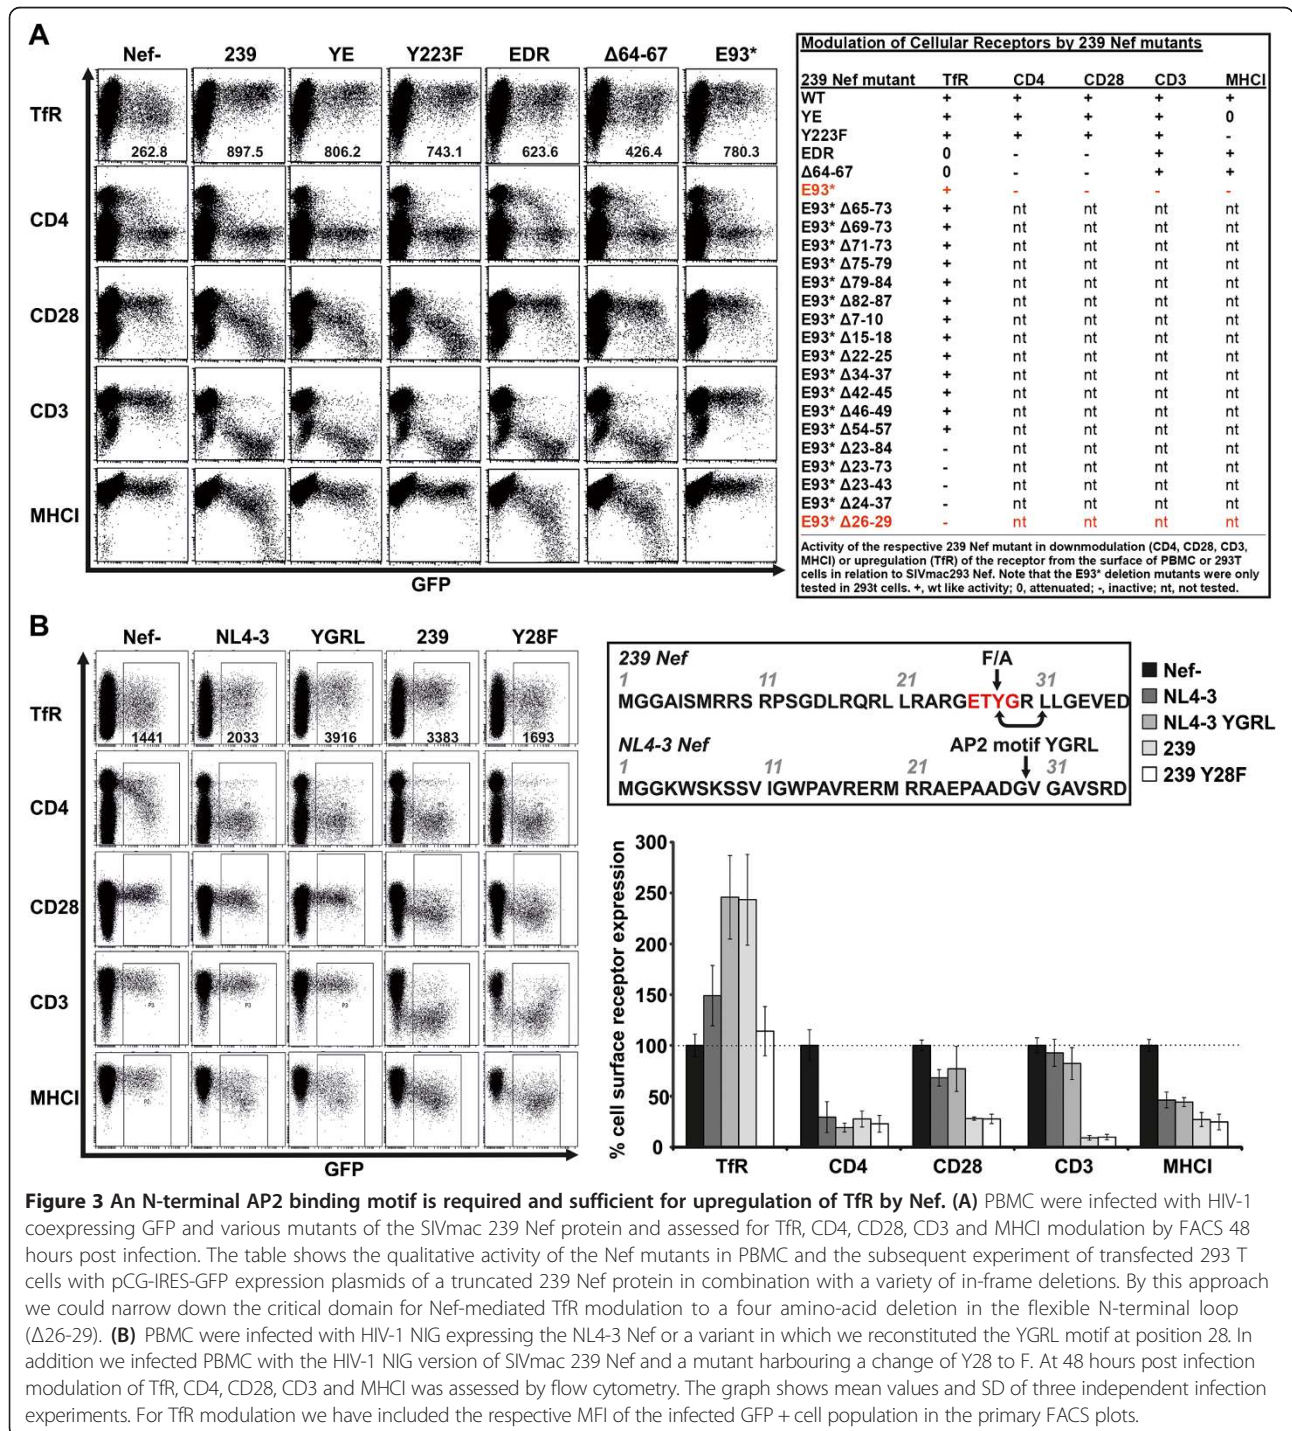 A
Nef- 239 YE Y223F EDR Δ64-67 E93*
TfR
262.8 897.5 806.2 743.1 623.6 426.4 780.3
CD4
CD28
CD3
MHCI
GFP
Modulation of Cellular Receptors by 239 Nef mutants
239 Nef mutant TfR CD4 CD28 CD3 MHCI
WT + + + + +
YE + + + + 0
Y223F + + + + -
EDR 0 - - + +
Δ64-67 0 - - + +
E93* + - - - -
E93* Δ65-73 + nt nt nt nt
E93* Δ69-73 + nt nt nt nt
E93* Δ71-73 + nt nt nt nt
E93* Δ75-79 + nt nt nt nt
E93* Δ79-84 + nt nt nt nt
E93* Δ82-87 + nt nt nt nt
E93* Δ7-10 + nt nt nt nt
E93* Δ15-18 + nt nt nt nt
E93* Δ22-25 + nt nt nt nt
E93* Δ34-37 + nt nt nt nt
E93* Δ42-45 + nt nt nt nt
E93* Δ46-49 + nt nt nt nt
E93* Δ54-57 + nt nt nt nt
E93* Δ23-84 - nt nt nt nt
E93* Δ23-73 - nt nt nt nt
E93* Δ23-43 - nt nt nt nt
E93* Δ24-37 - nt nt nt nt
E93* Δ26-29 - nt nt nt nt
Activity of the respective 239 Nef mutant in downmodulation (CD4, CD28, CD3,
MHCI) or upregulation (TfR) of the receptor from the surface of PBMC or 293T
cells in relation to SIVmac293 Nef. Note that the E93* deletion mutants were only
tested in 293t cells. +, wt like activity; 0, attenuated; -, inactive; nt, not tested.
B
Nef- NL4-3 YGRL 239 Y28F
TfR
1441 2033 3916 3383 1693
CD4
CD28
CD3
MHCI
GFP
239 Nef F/A
1 11 21 31
MGGAISMRRS RPSGDLRQRL LRARGETYGR LLGEVED
NL4-3 Nef AP2 motif YGRL
1 11 21 31
MGGKWSKSSV IGWPAVRERM RRAEPAADGV GAVSRD
Nef-
NL4-3
NL4-3 YGRL
239
239 Y28F
% cell surface receptor expression
300
250
200
150
100
50
0
TfR CD4 CD28 CD3 MHCI
Figure 3 An N-terminal AP2 binding motif is required and sufficient for upregulation of TfR by Nef. (A) PBMC were infected with HIV-1
coexpressing GFP and various mutants of the SIVmac 239 Nef protein and assessed for TfR, CD4, CD28, CD3 and MHCI modulation by FACS 48
hours post infection. The table shows the qualitative activity of the Nef mutants in PBMC and the subsequent experiment of transfected 293 T
cells with pCG-IRES-GFP expression plasmids of a truncated 239 Nef protein in combination with a variety of in-frame deletions. By this approach
we could narrow down the critical domain for Nef-mediated TfR modulation to a four amino-acid deletion in the flexible N-terminal loop
(Δ26-29). (B) PBMC were infected with HIV-1 NIG expressing the NL4-3 Nef or a variant in which we reconstituted the YGRL motif at position 28. In
addition we infected PBMC with the HIV-1 NIG version of SIVmac 239 Nef and a mutant harbouring a change of Y28 to F. At 48 hours post infection
modulation of TfR, CD4, CD28, CD3 and MHCI was assessed by flow cytometry. The graph shows mean values and SD of three independent infection
experiments. For TfR modulation we have included the respective MFI of the infected GFP + cell population in the primary FACS plots.